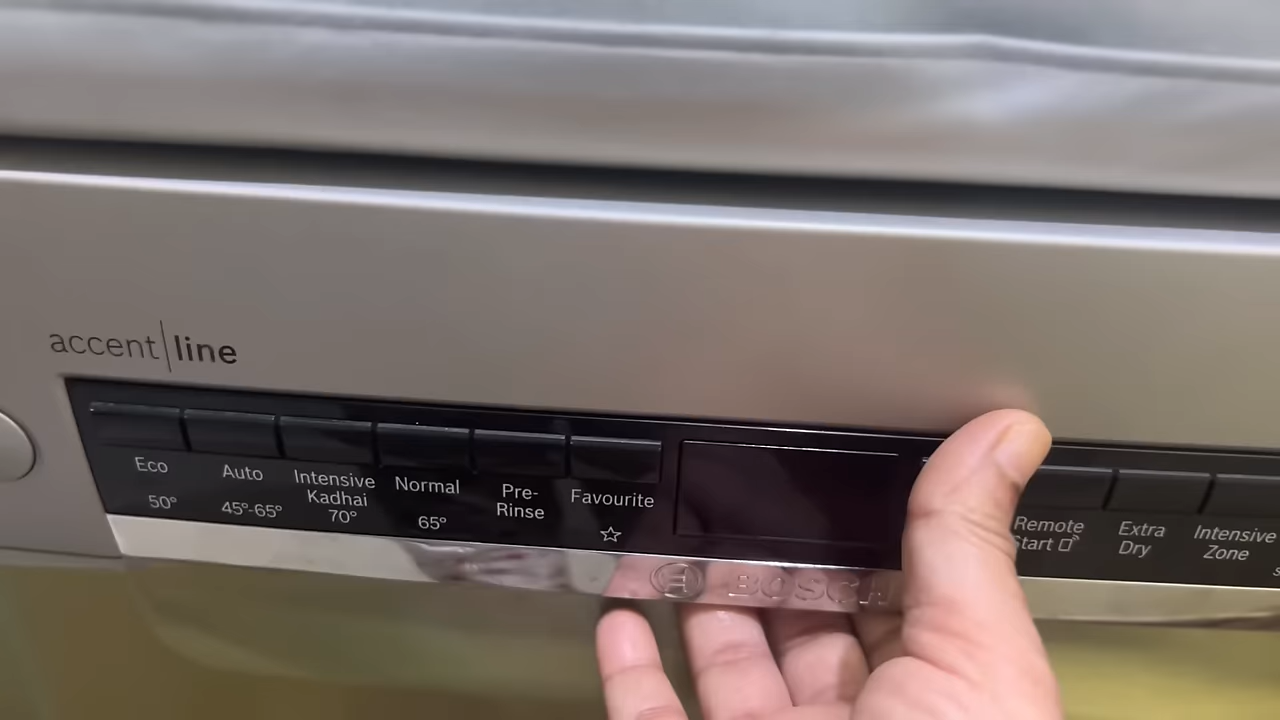 accent|line
Eco
50°
Auto
45°-65°
Intensive
Kadhai
70°
Normal
65°
Pre-
Rinse
Favourite
Remote
Start
Extra
Dry
Intensive
Zone
BOSCH